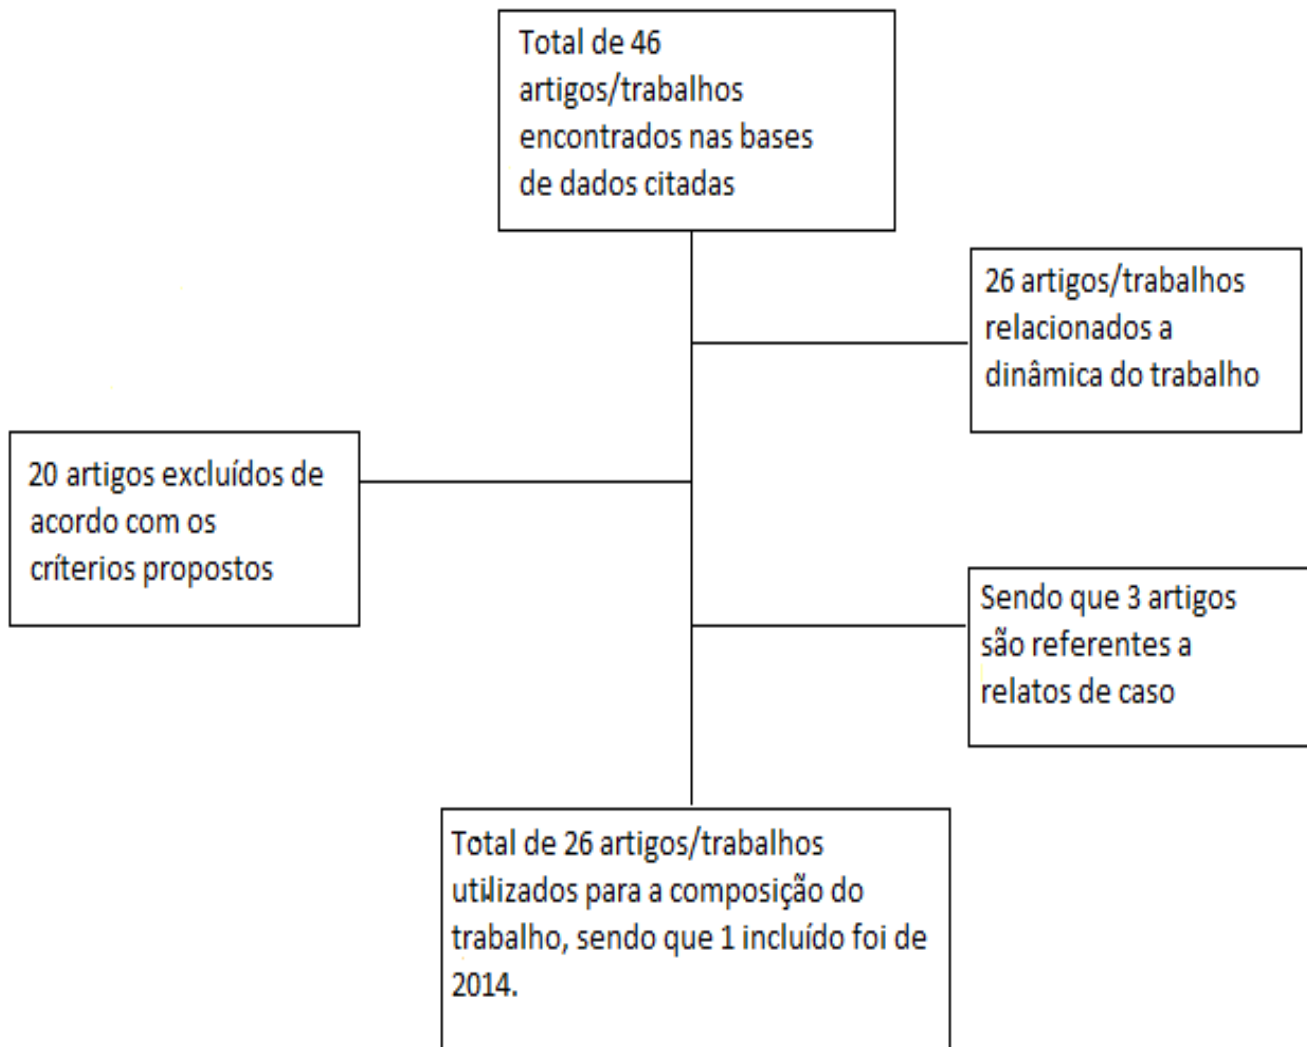 Total de 46
artigos/trabalhos
encontrados nas bases
de dados citadas
26 artigos/trabalhos
relacionados a
dinâmica do trabalho
20 artigos excluídos de
acordo com os
críterios propostos
Sendo que 3 artigos
são referentes a
relatos de caso
Total de 26 artigos/trabalhos
utilizados para a composição do
trabalho, sendo que 1 incluído foi de
2014.